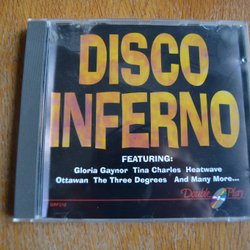 DISCO
INFERNO
FEATURING:
Gloria Gaynor Tina Charles Heatwave
Ottawan The Three Degrees And Many More...
Double Play